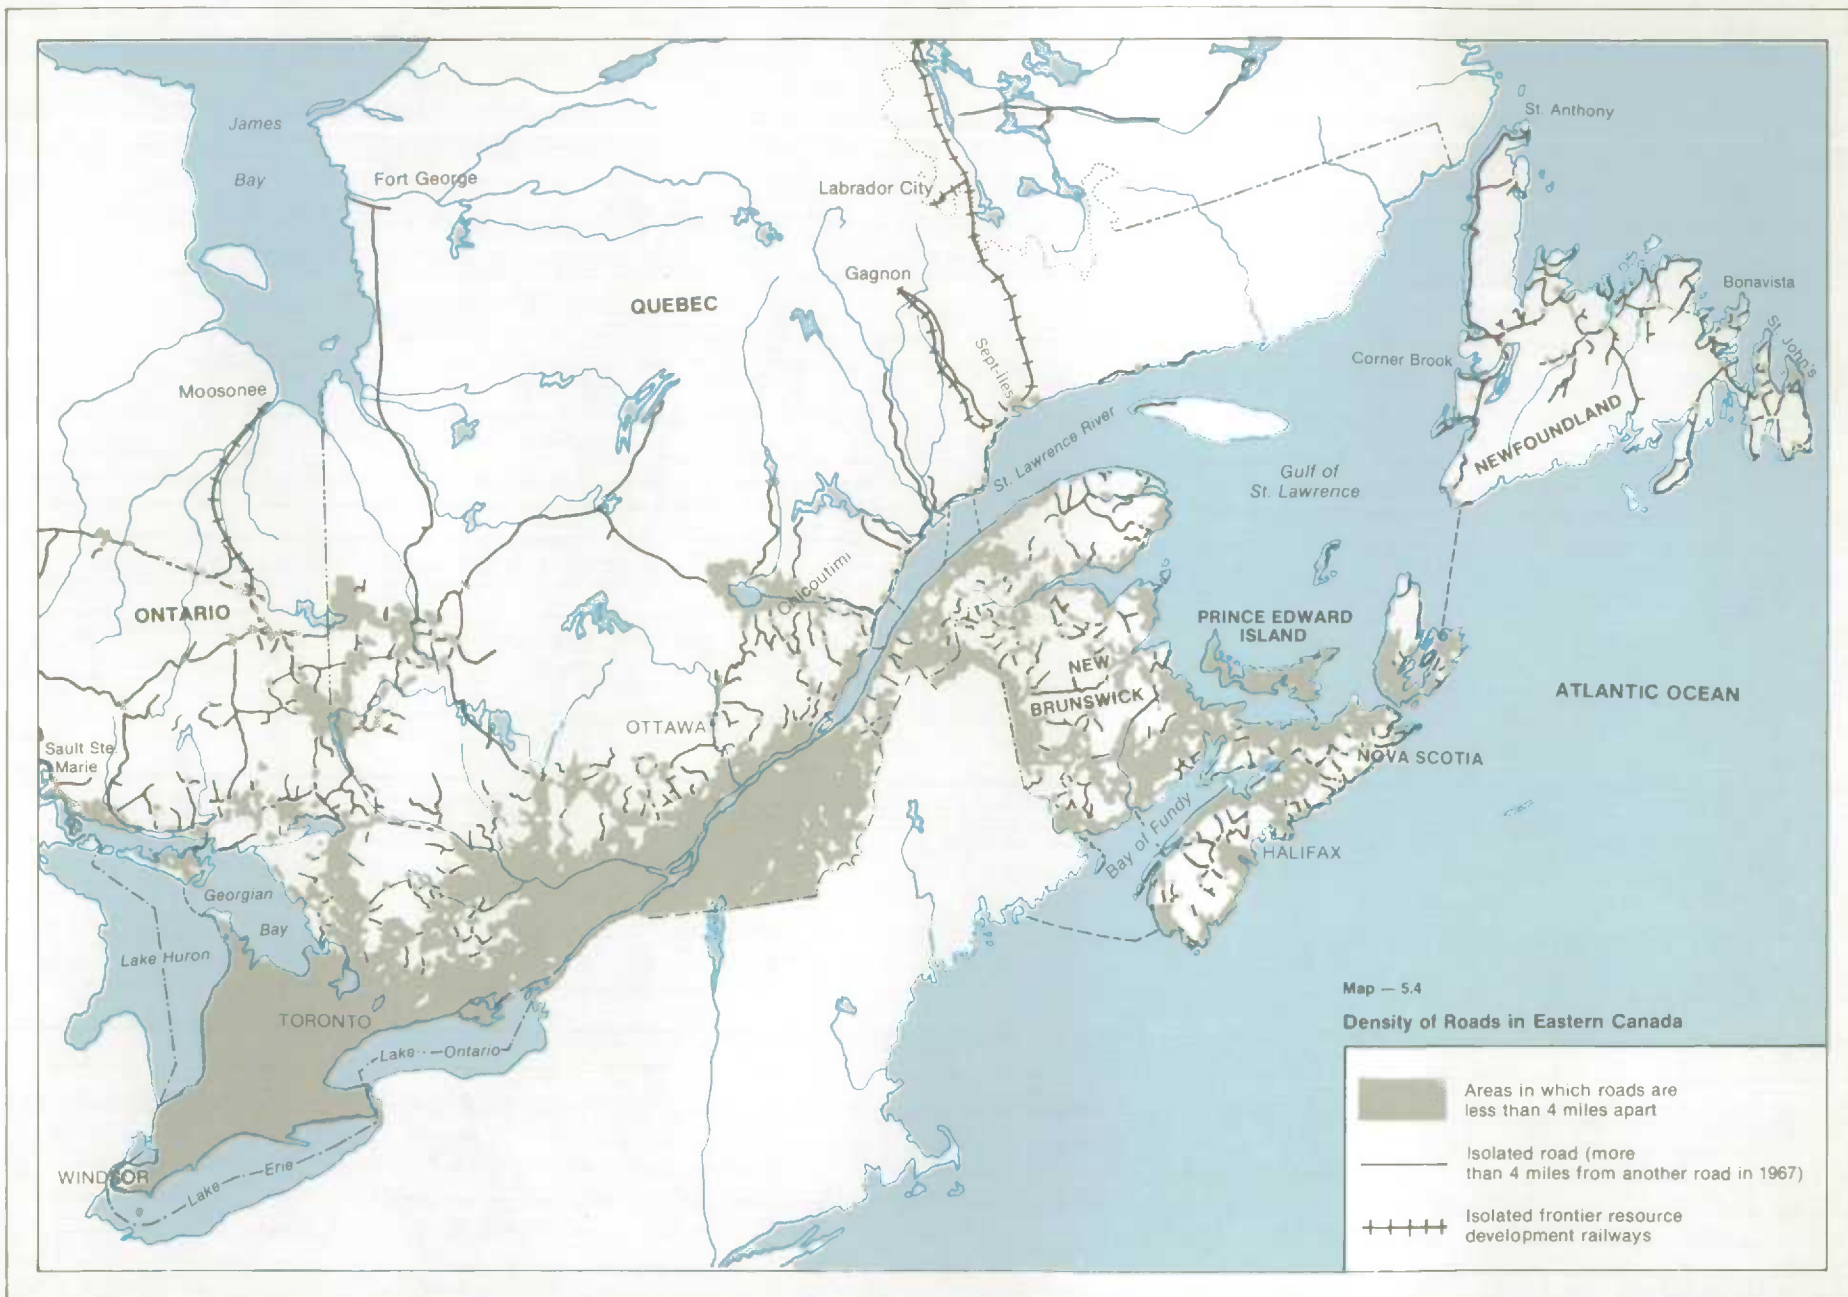 James
Bay
Fort George
Labrador City
St. Anthony
Gagnon
QUEBEC
Bonavista
St. John's
Sept-Iles
Corner Brook
Moosonee
NEWFOUNDLAND
St. Lawrence River
Gulf of
St. Lawrence
Chicoutimi
ONTARIO
PRINCE EDWARD
ISLAND
NEW
BRUNSWICK
ATLANTIC OCEAN
OTTAWA
Sault Ste.
Marie
NOVA SCOTIA
Bay of Fundy
HALIFAX
Georgian
Bay
Lake Huron
TORONTO
Lake Ontario
WINDSOR
Lake Erie
Map — 5.4
Density of Roads in Eastern Canada
Areas in which roads are
less than 4 miles apart
Isolated road (more
than 4 miles from another road in 1967)
Isolated frontier resource
development railways